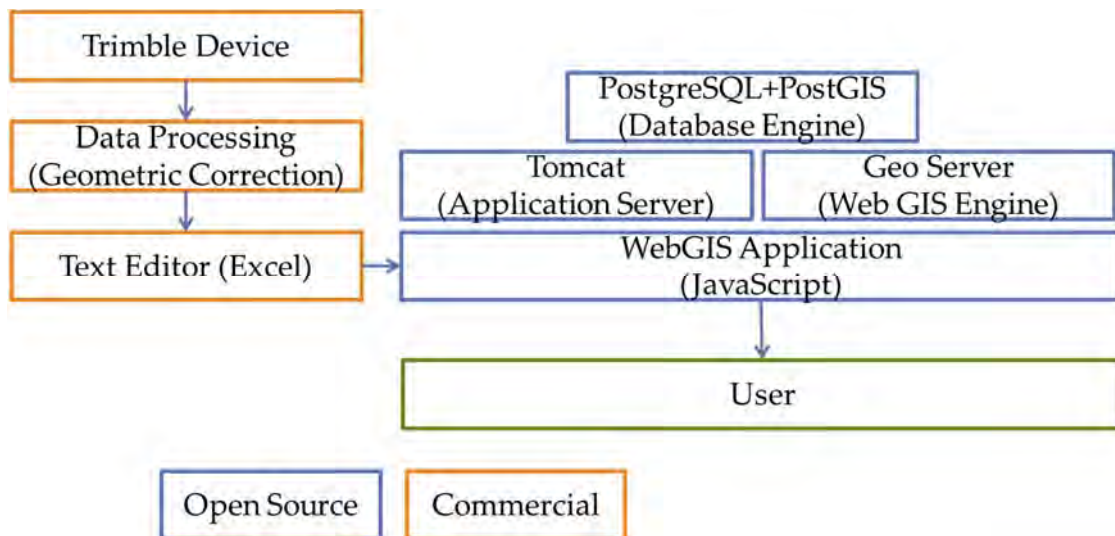 Trimble Device
Data Processing
(Geometric Correction)
Text Editor (Excel)
PostgreSQL+PostGIS
(Database Engine)
Tomcat
(Application Server)
Geo Server
(Web GIS Engine)
WebGIS Application
(JavaScript)
User
Open Source
Commercial